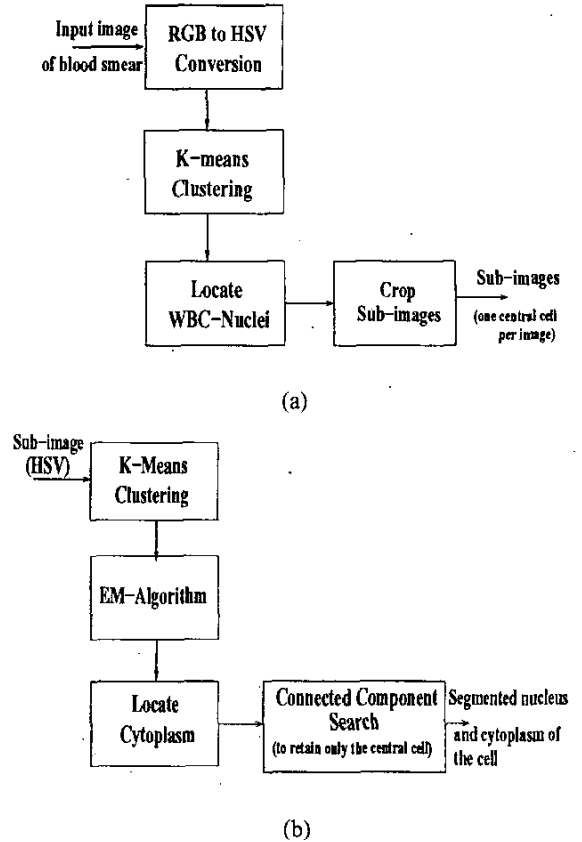 Input image
of blood smear
RGB to HSV
Conversion
K-means
Clustering
Locate
WBC-Nuclei
Crop
Sub-images
Sub-images
(one central cell
per image)
(a)
Sub-image
(HSV)
K-Means
Clustering
EM-Algorithm
Locate
Cytoplasm
Connected Component
Search
(to retain only the central cell)
Segmented nucleus
and cytoplasm of
the cell
(b)